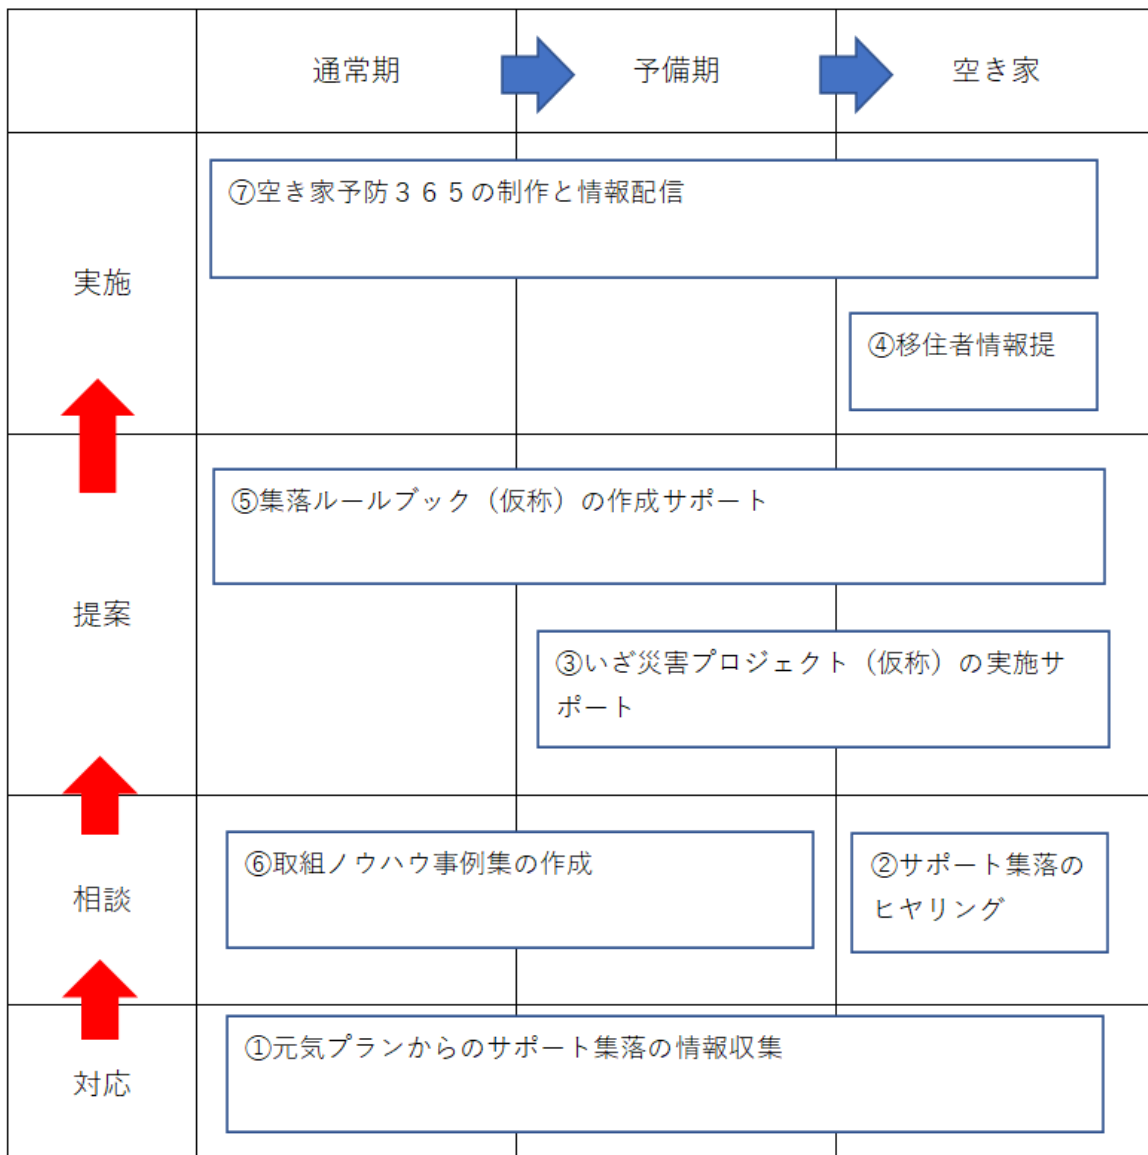 通常期
予備期
空き家
実施
⑦空き家予防３６５の制作と情報配信
④移住者情報提
提案
⑤集落ルールブック（仮称）の作成サポート
③いざ災害プロジェクト（仮称）の実施サ
ポート
相談
⑥取組ノウハウ事例集の作成
②サポート集落の
ヒヤリング
対応
①元気プランからのサポート集落の情報収集